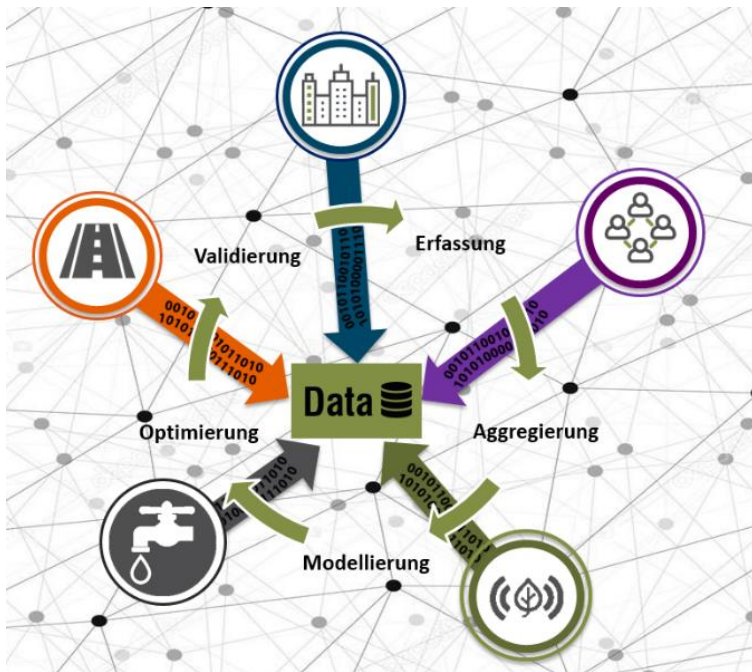 Validierung
Erfassung
Data
Optimierung
Aggregierung
Modellierung